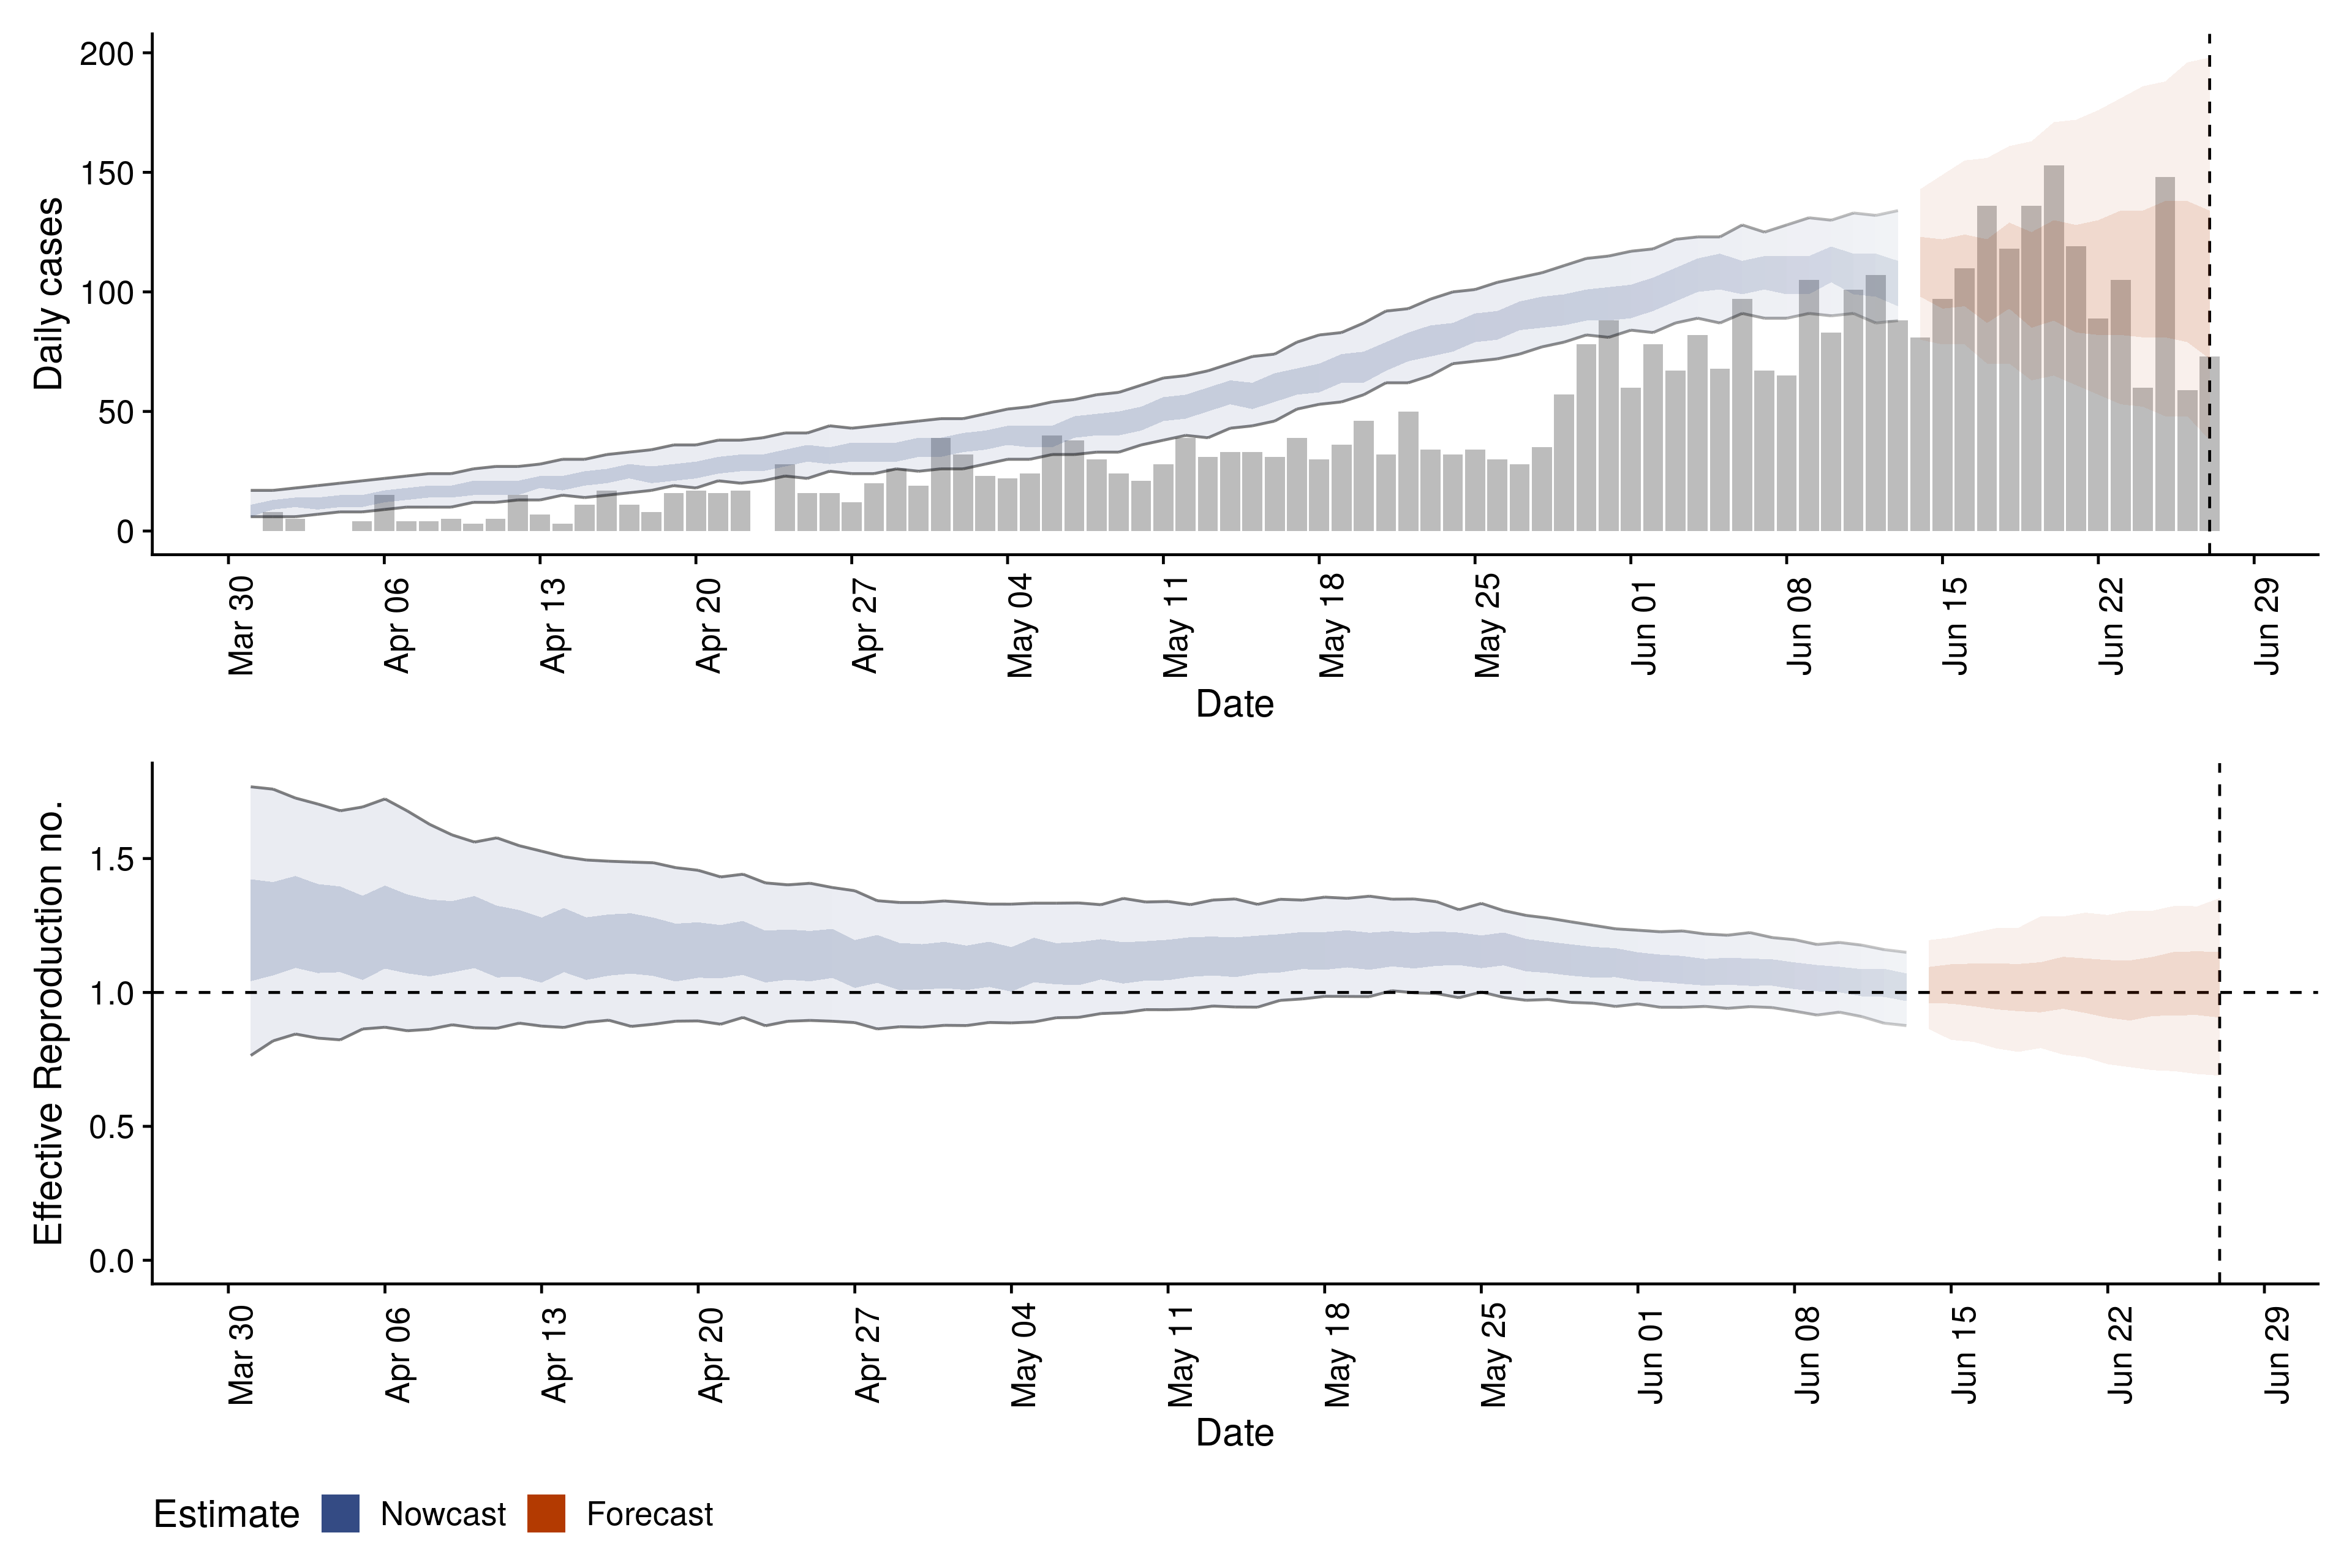 Daily cases
200
150
100
50
0
Mar 30 Apr 06 Apr 13 Apr 20 Apr 27 May 04 May 11 May 18 May 25 Jun 01 Jun 08 Jun 15 Jun 22 Jun 29
Date
Effective Reproduction no.
1.5
1.0
0.5
0.0
Mar 30 Apr 06 Apr 13 Apr 20 Apr 27 May 04 May 11 May 18 May 25 Jun 01 Jun 08 Jun 15 Jun 22 Jun 29
Date
Estimate Nowcast Forecast